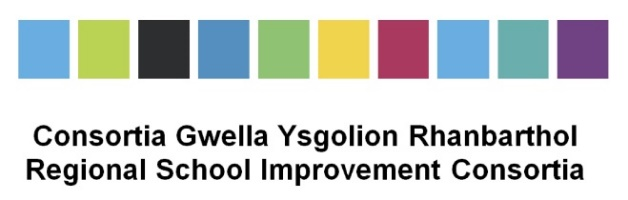 Consortia Gwella Ysgolion Rhanbarthol
Regional School Improvement Consortia